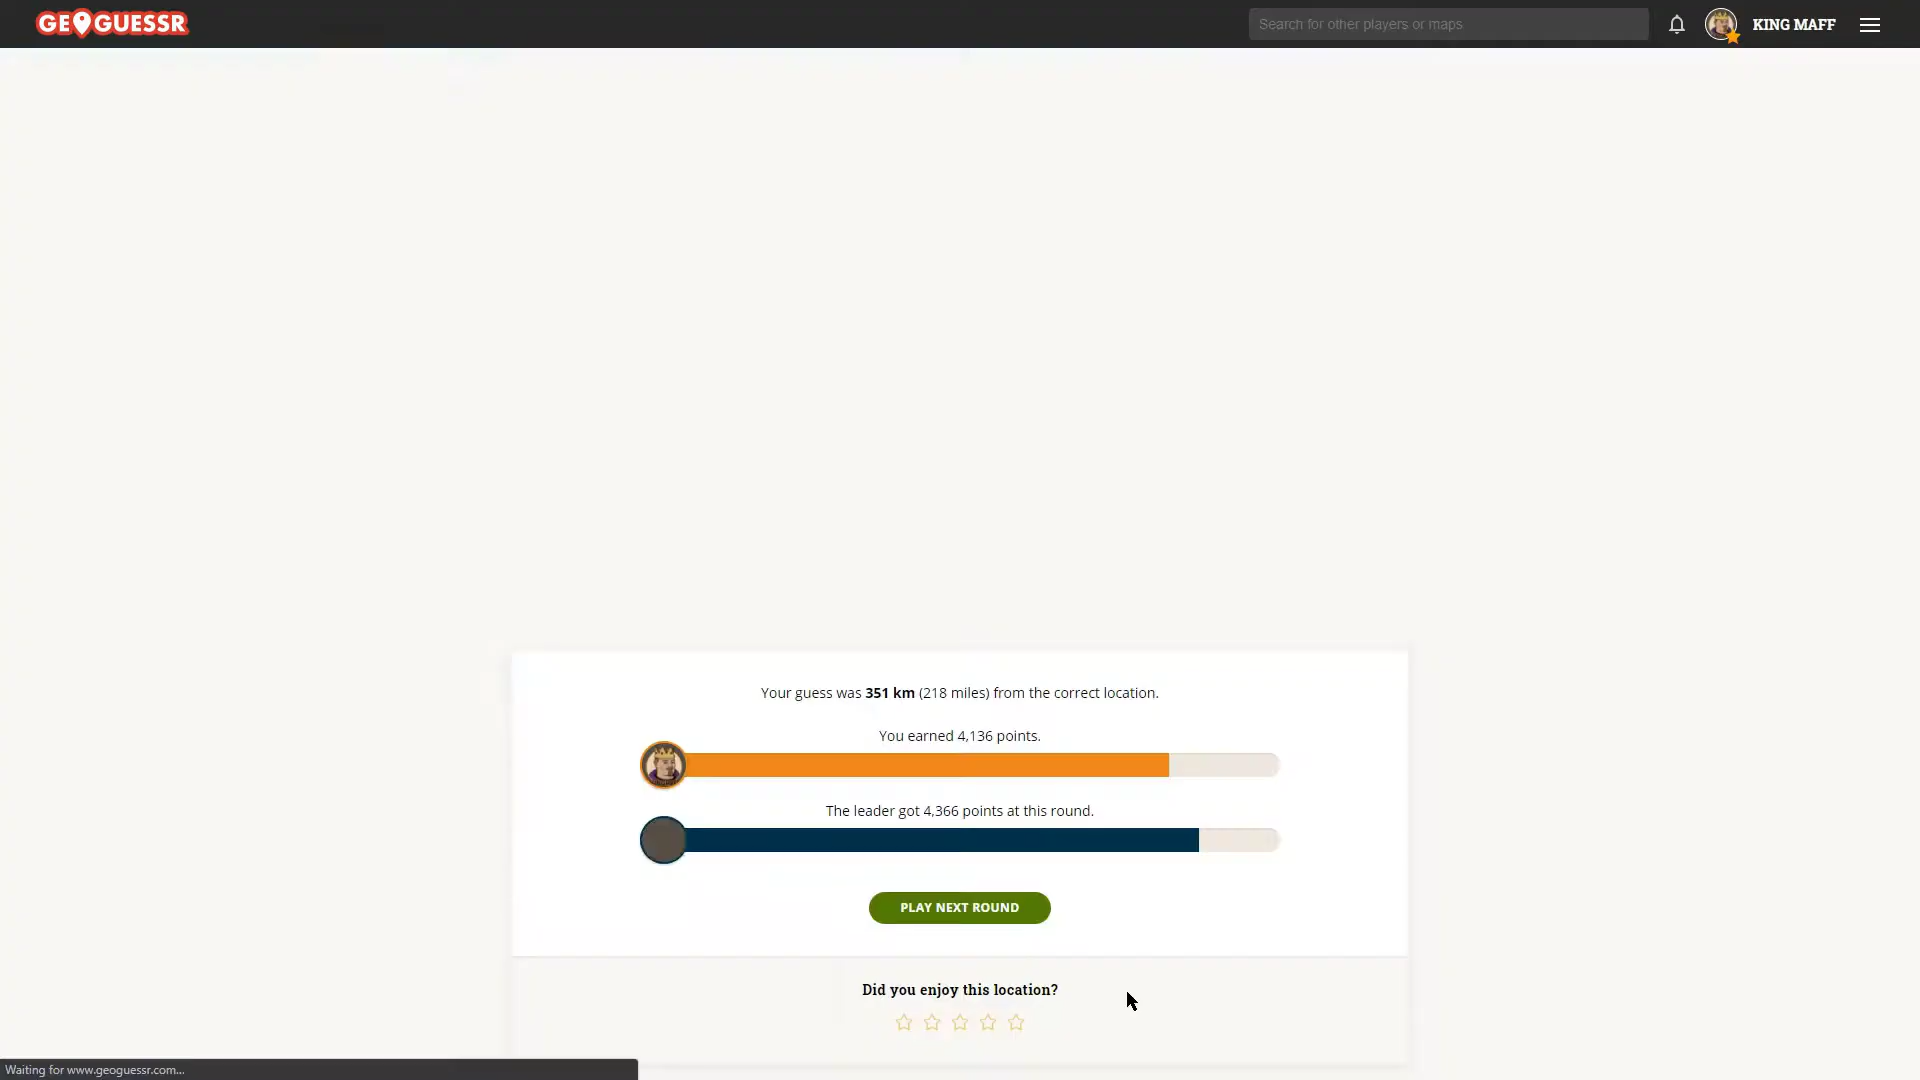 GEOGUESSR
Search for other players or maps
KING MAFF
Your guess was 351 km (218 miles) from the correct location.
You earned 4,136 points.
The leader got 4,366 points at this round.
PLAY NEXT ROUND
Did you enjoy this location?
Waiting for www.geoguessr.com...